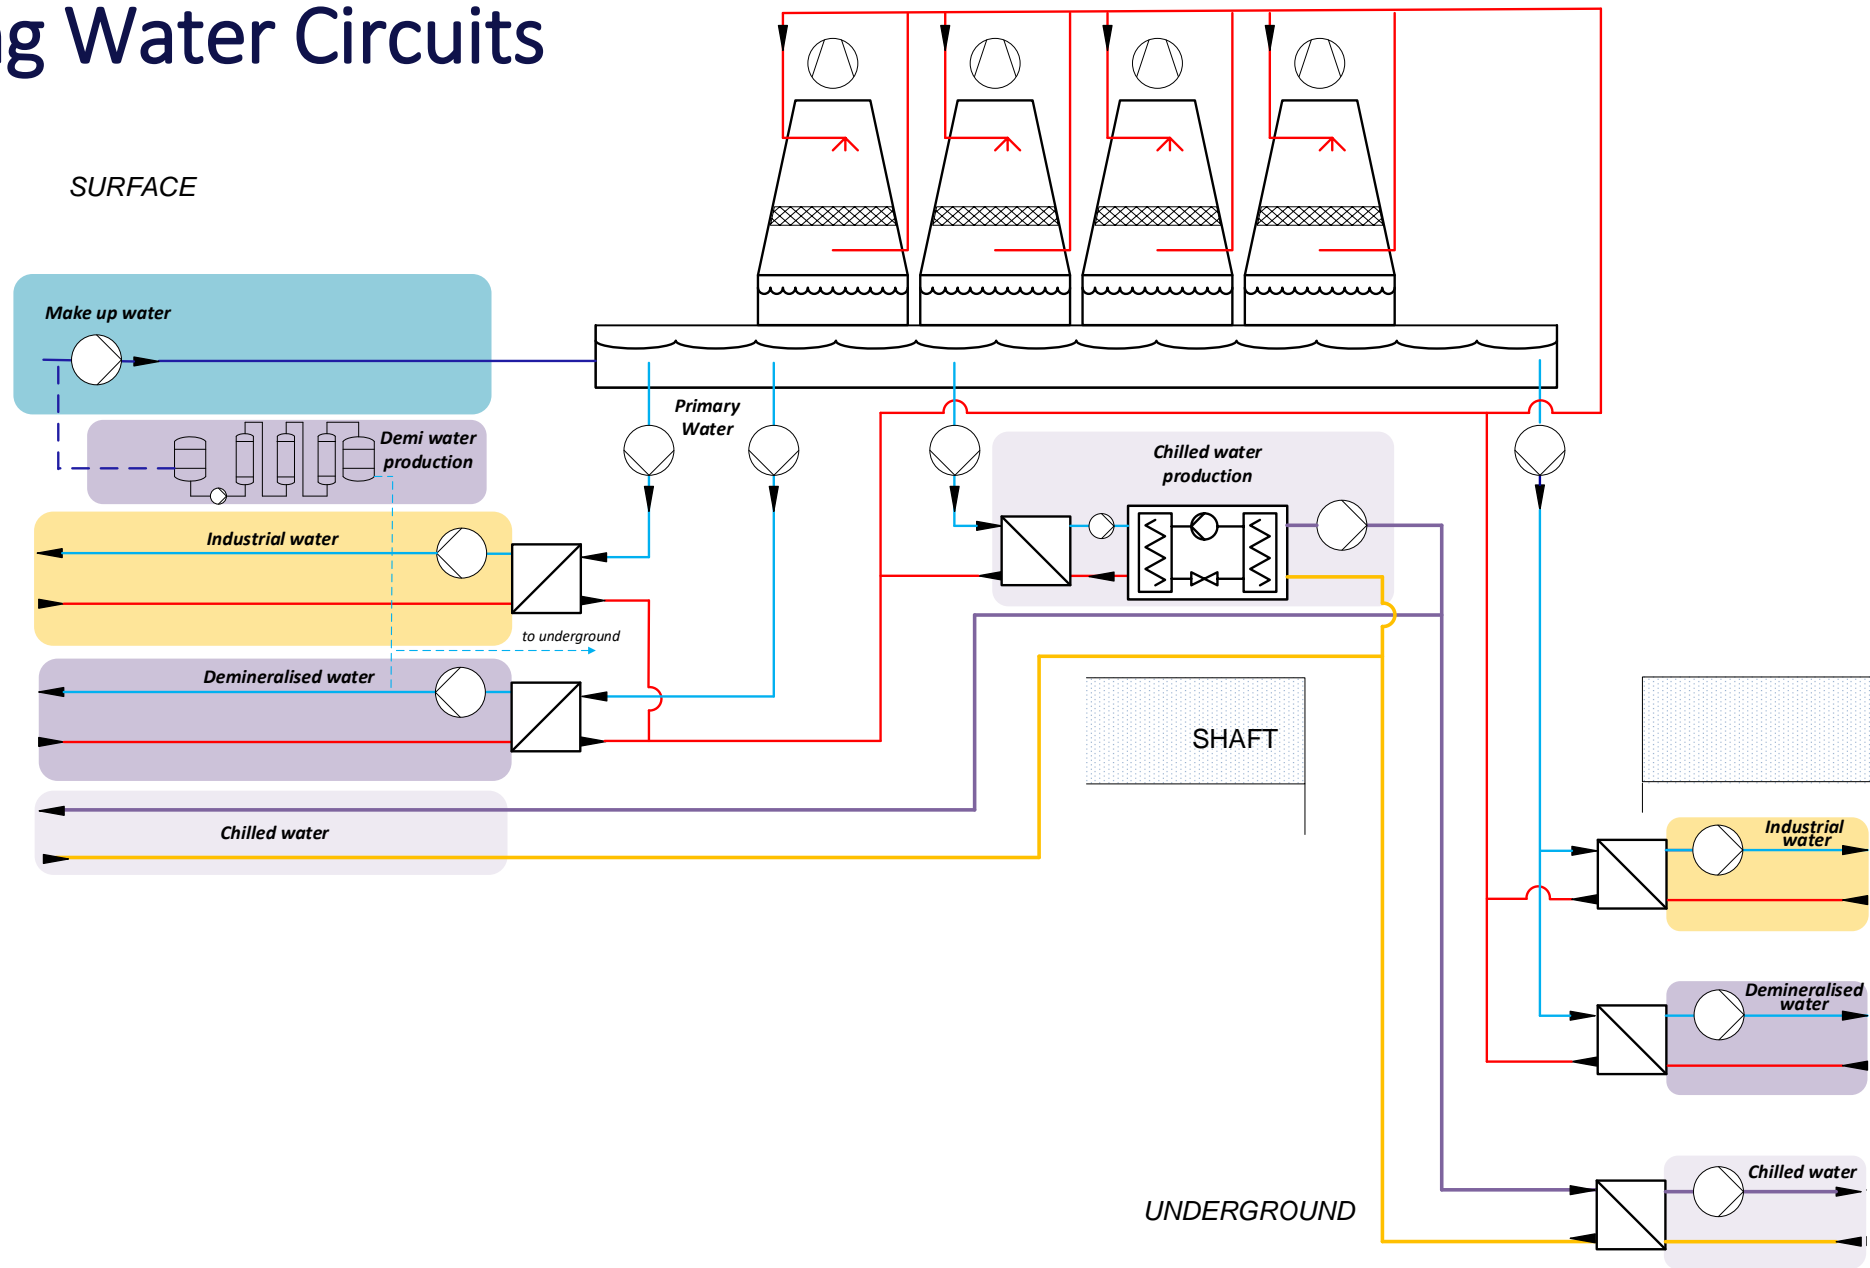 ng Water Circuits
SURFACE
Make up water
Primary
Water
Demi water
production
Chilled water
production
Industrial water
to underground
Demineralised water
SHAFT
Chilled water
Industrial
water
Demineralised
water
Chilled water
UNDERGROUND